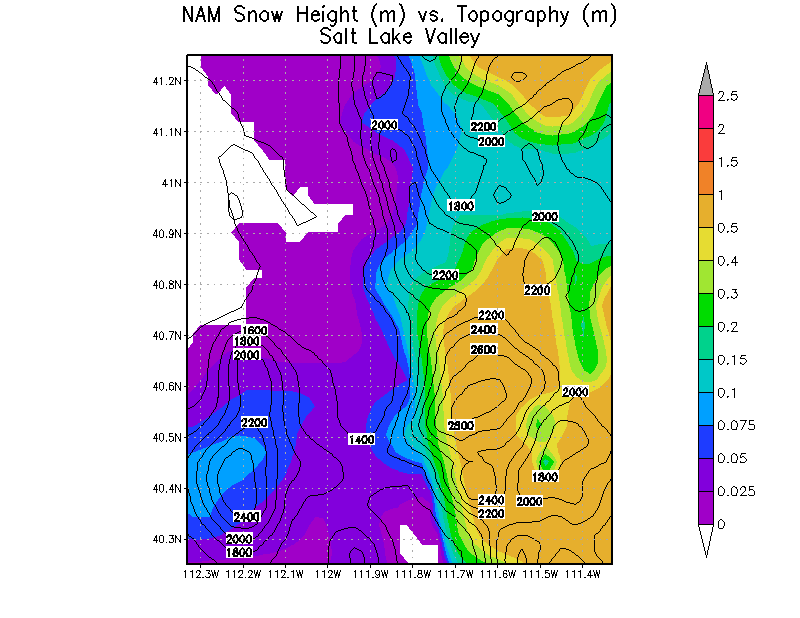 NAM Snow Height (m) vs. Topography (m)
Salt Lake Valley
41.2N
41.1N
41N
40.9N
40.8N
40.7N
40.6N
40.5N
40.4N
40.3N
2000
2200
2000
1800
2000
2200
2200
2200
2400
2600
1600
1800
2000
2000
2200
1400
2800
1800
2400
2200
2000
2400
2000
1800
112.3W 112.2W 112.1W 112W 111.9W 111.8W 111.7W 111.6W 111.5W 111.4W
2.5
2
1.5
1
0.5
0.4
0.3
0.2
0.15
0.1
0.075
0.05
0.025
0